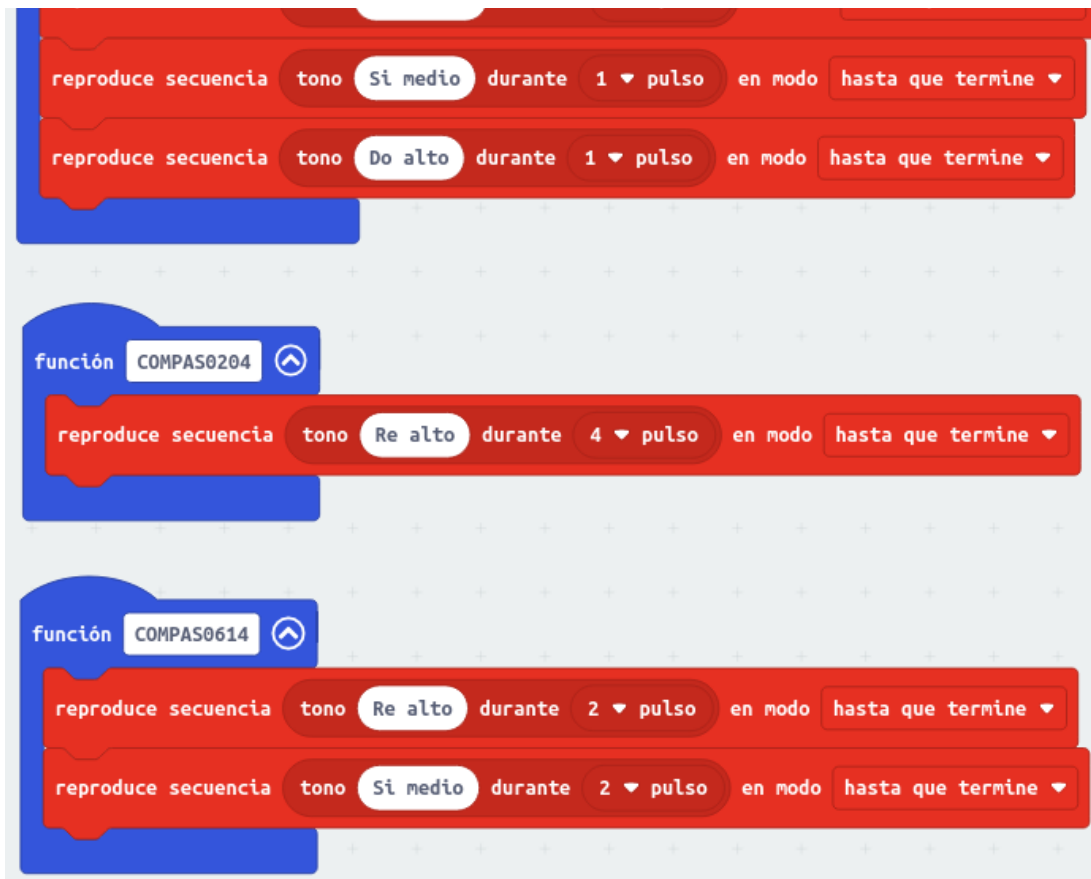 reproduce secuencia tono Si medio durante 1 pulso en modo hasta que termine
reproduce secuencia tono Do alto durante 1 pulso en modo hasta que termine
función COMPAS0204
reproduce secuencia tono Re alto durante 4 pulso en modo hasta que termine
función COMPAS0614
reproduce secuencia tono Re alto durante 2 pulso en modo hasta que termine
reproduce secuencia tono Si medio durante 2 pulso en modo hasta que termine